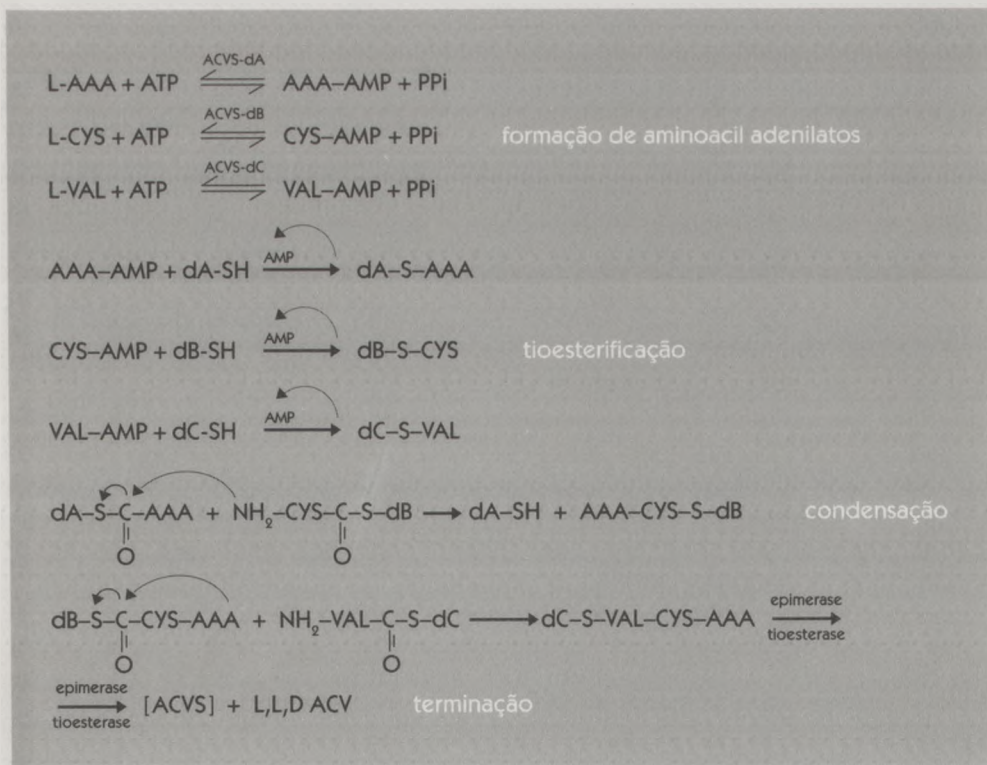 ACVS-dA
L-AAA + ATP ⇌ AAA–AMP + PPi
ACVS-dB
L-CYS + ATP ⇌ CYS–AMP + PPi formação de aminoacil adenilatos
ACVS-dC
L-VAL + ATP ⇌ VAL–AMP + PPi
AMP
AAA–AMP + dA-SH → dA–S–AAA
AMP
CYS–AMP + dB-SH → dB–S–CYS tioesterificação
AMP
VAL–AMP + dC-SH → dC–S–VAL
dA–S–C–AAA + NH₂–CYS–C–S–dB → dA–SH + AAA–CYS–S–dB condensação
O O
dB–S–C–CYS–AAA + NH₂–VAL–C–S–dC → dC–S–VAL–CYS–AAA epimerase
tioesterase
O O
epimerase
→ [ACVS] + L,L,D ACV terminação
tioesterase